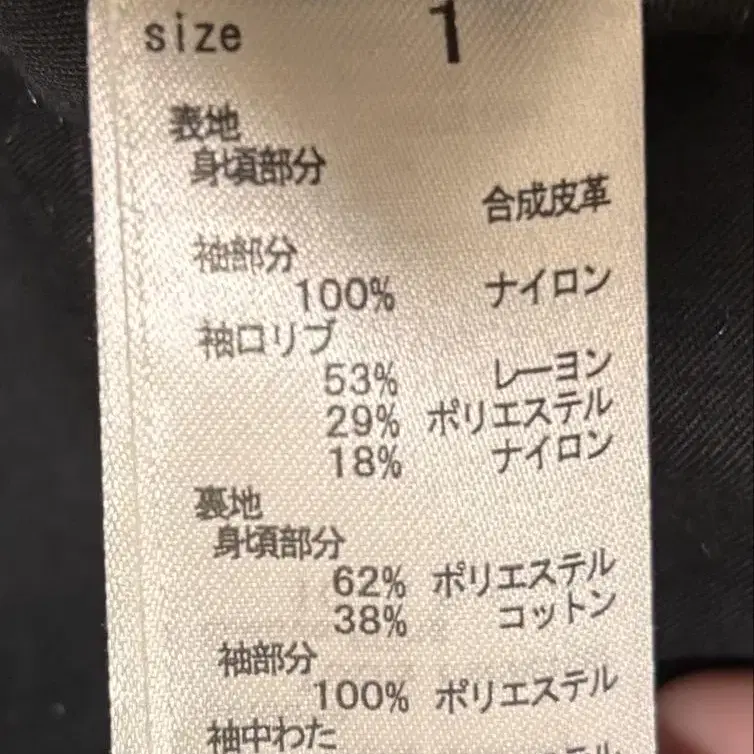 size 1
表地
身頃部分
合成皮革
袖部分
100% ナイロン
袖口リブ
53% レーヨン
29% ポリエステル
18% ナイロン
裏地
身頃部分
62% ポリエステル
38% コットン
袖部分
100% ポリエステル
袖中わた